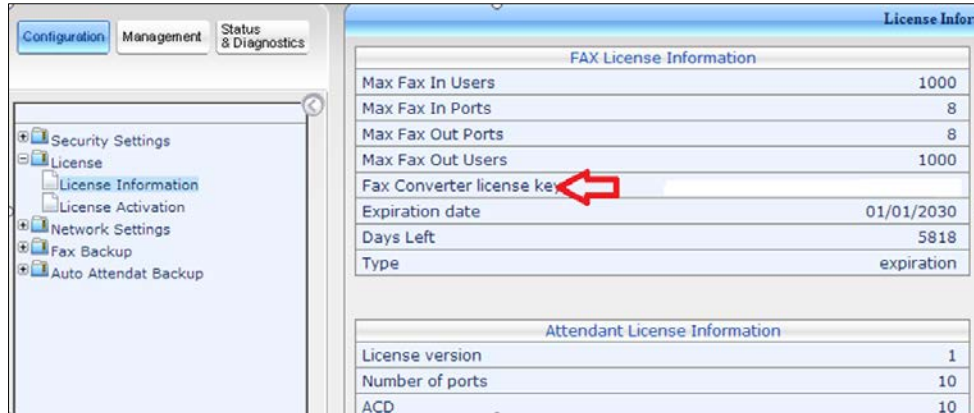 Configuration
Management
Status
& Diagnostics
Security Settings
License
License Information
License Activation
Network Settings
Fax Backup
Auto Attendat Backup
License Infor
FAX License Information
Max Fax In Users 1000
Max Fax In Ports 8
Max Fax Out Ports 8
Max Fax Out Users 1000
Fax Converter license key
Expiration date 01/01/2030
Days Left 5818
Type expiration
Attendant License Information
License version 1
Number of ports 10
ACD 10